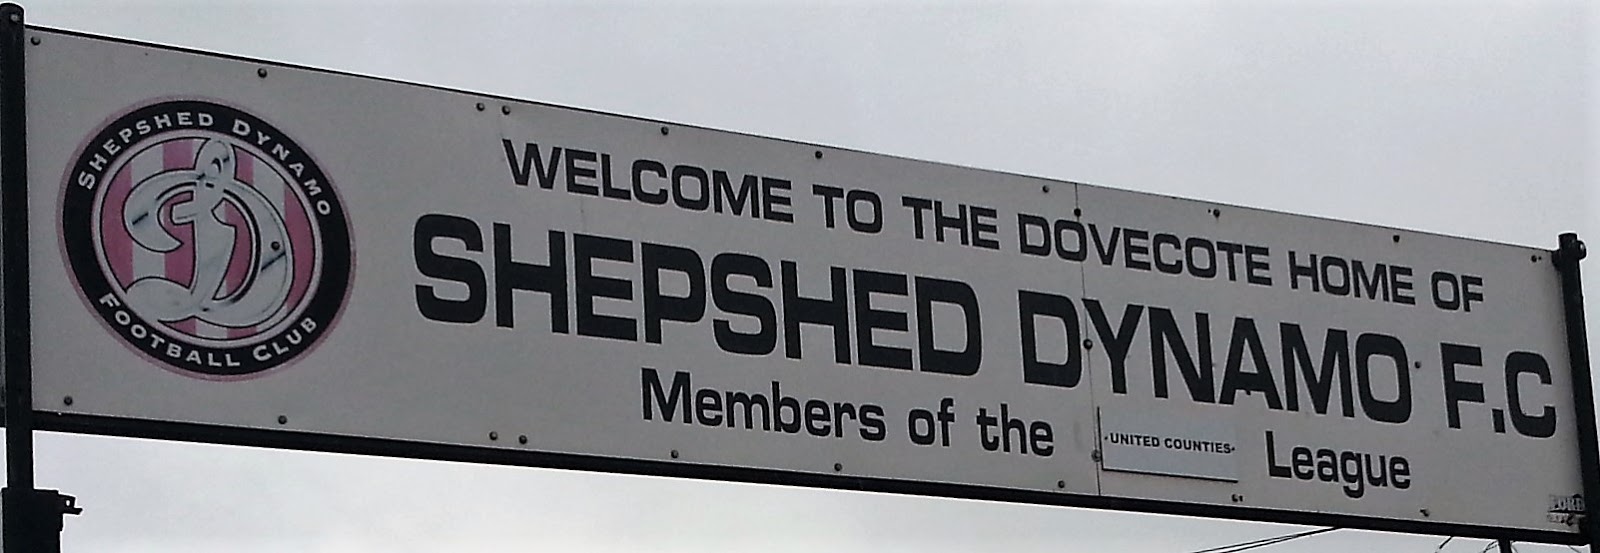 SHEPSHED DYNAMO
FOOTBALL CLUB
WELCOME TO THE DOVECOTE HOME OF
SHEPSHED DYNAMO F.C
Members of the ·UNITED COUNTIES· League